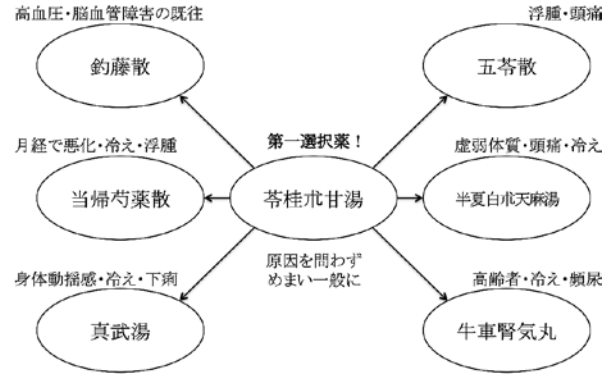 高血圧・脳血管障害の既往
釣藤散
浮腫・頭痛
五苓散
第一選択薬！
苓桂朮甘湯
原因を問わず
めまい一般に
月経で悪化・冷え・浮腫
当帰芍薬散
虚弱体質・頭痛・冷え
半夏白朮天麻湯
身体動揺感・冷え・下痢
真武湯
高齢者・冷え・頻尿
牛車腎気丸